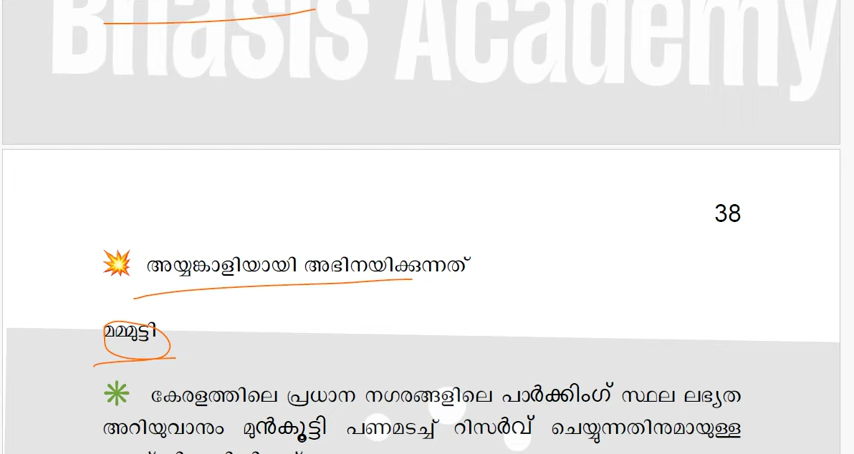 Bhasis Academy
38
അയ്യങ്കാളിയായി അഭിനയിക്കുന്നത്
മമ്മൂട്ടി
കേരളത്തിലെ പ്രധാന നഗരങ്ങളിലെ പാർക്കിംഗ് സ്ഥല ലഭ്യത
അറിയുവാനും മുൻകൂട്ടി പണമടച്ച് റിസർവ് ചെയ്യുന്നതിനുമായുള്ള